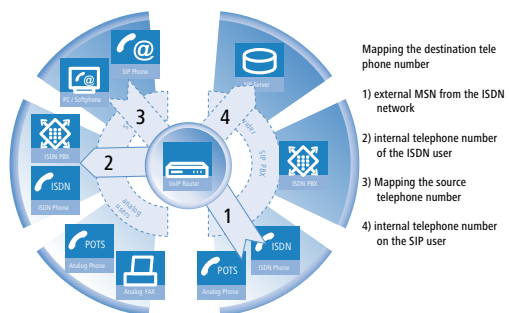 @
SIP Phone
@
PC / Softphone
3
4
SIP Server
ISDN PBX
ISDN
ISDN Phone
2
VoIP Router
SIP PBX
ISDN PBX
analog
users
1
POTS
Analog Phone
Analog FAX
POTS
Analog Phone
ISDN
ISDN Phone
Mapping the destination tele
phone number
1) external MSN from the ISDN
network
2) internal telephone number
of the ISDN user
3) Mapping the source
telephone number
4) internal telephone number
on the SIP user